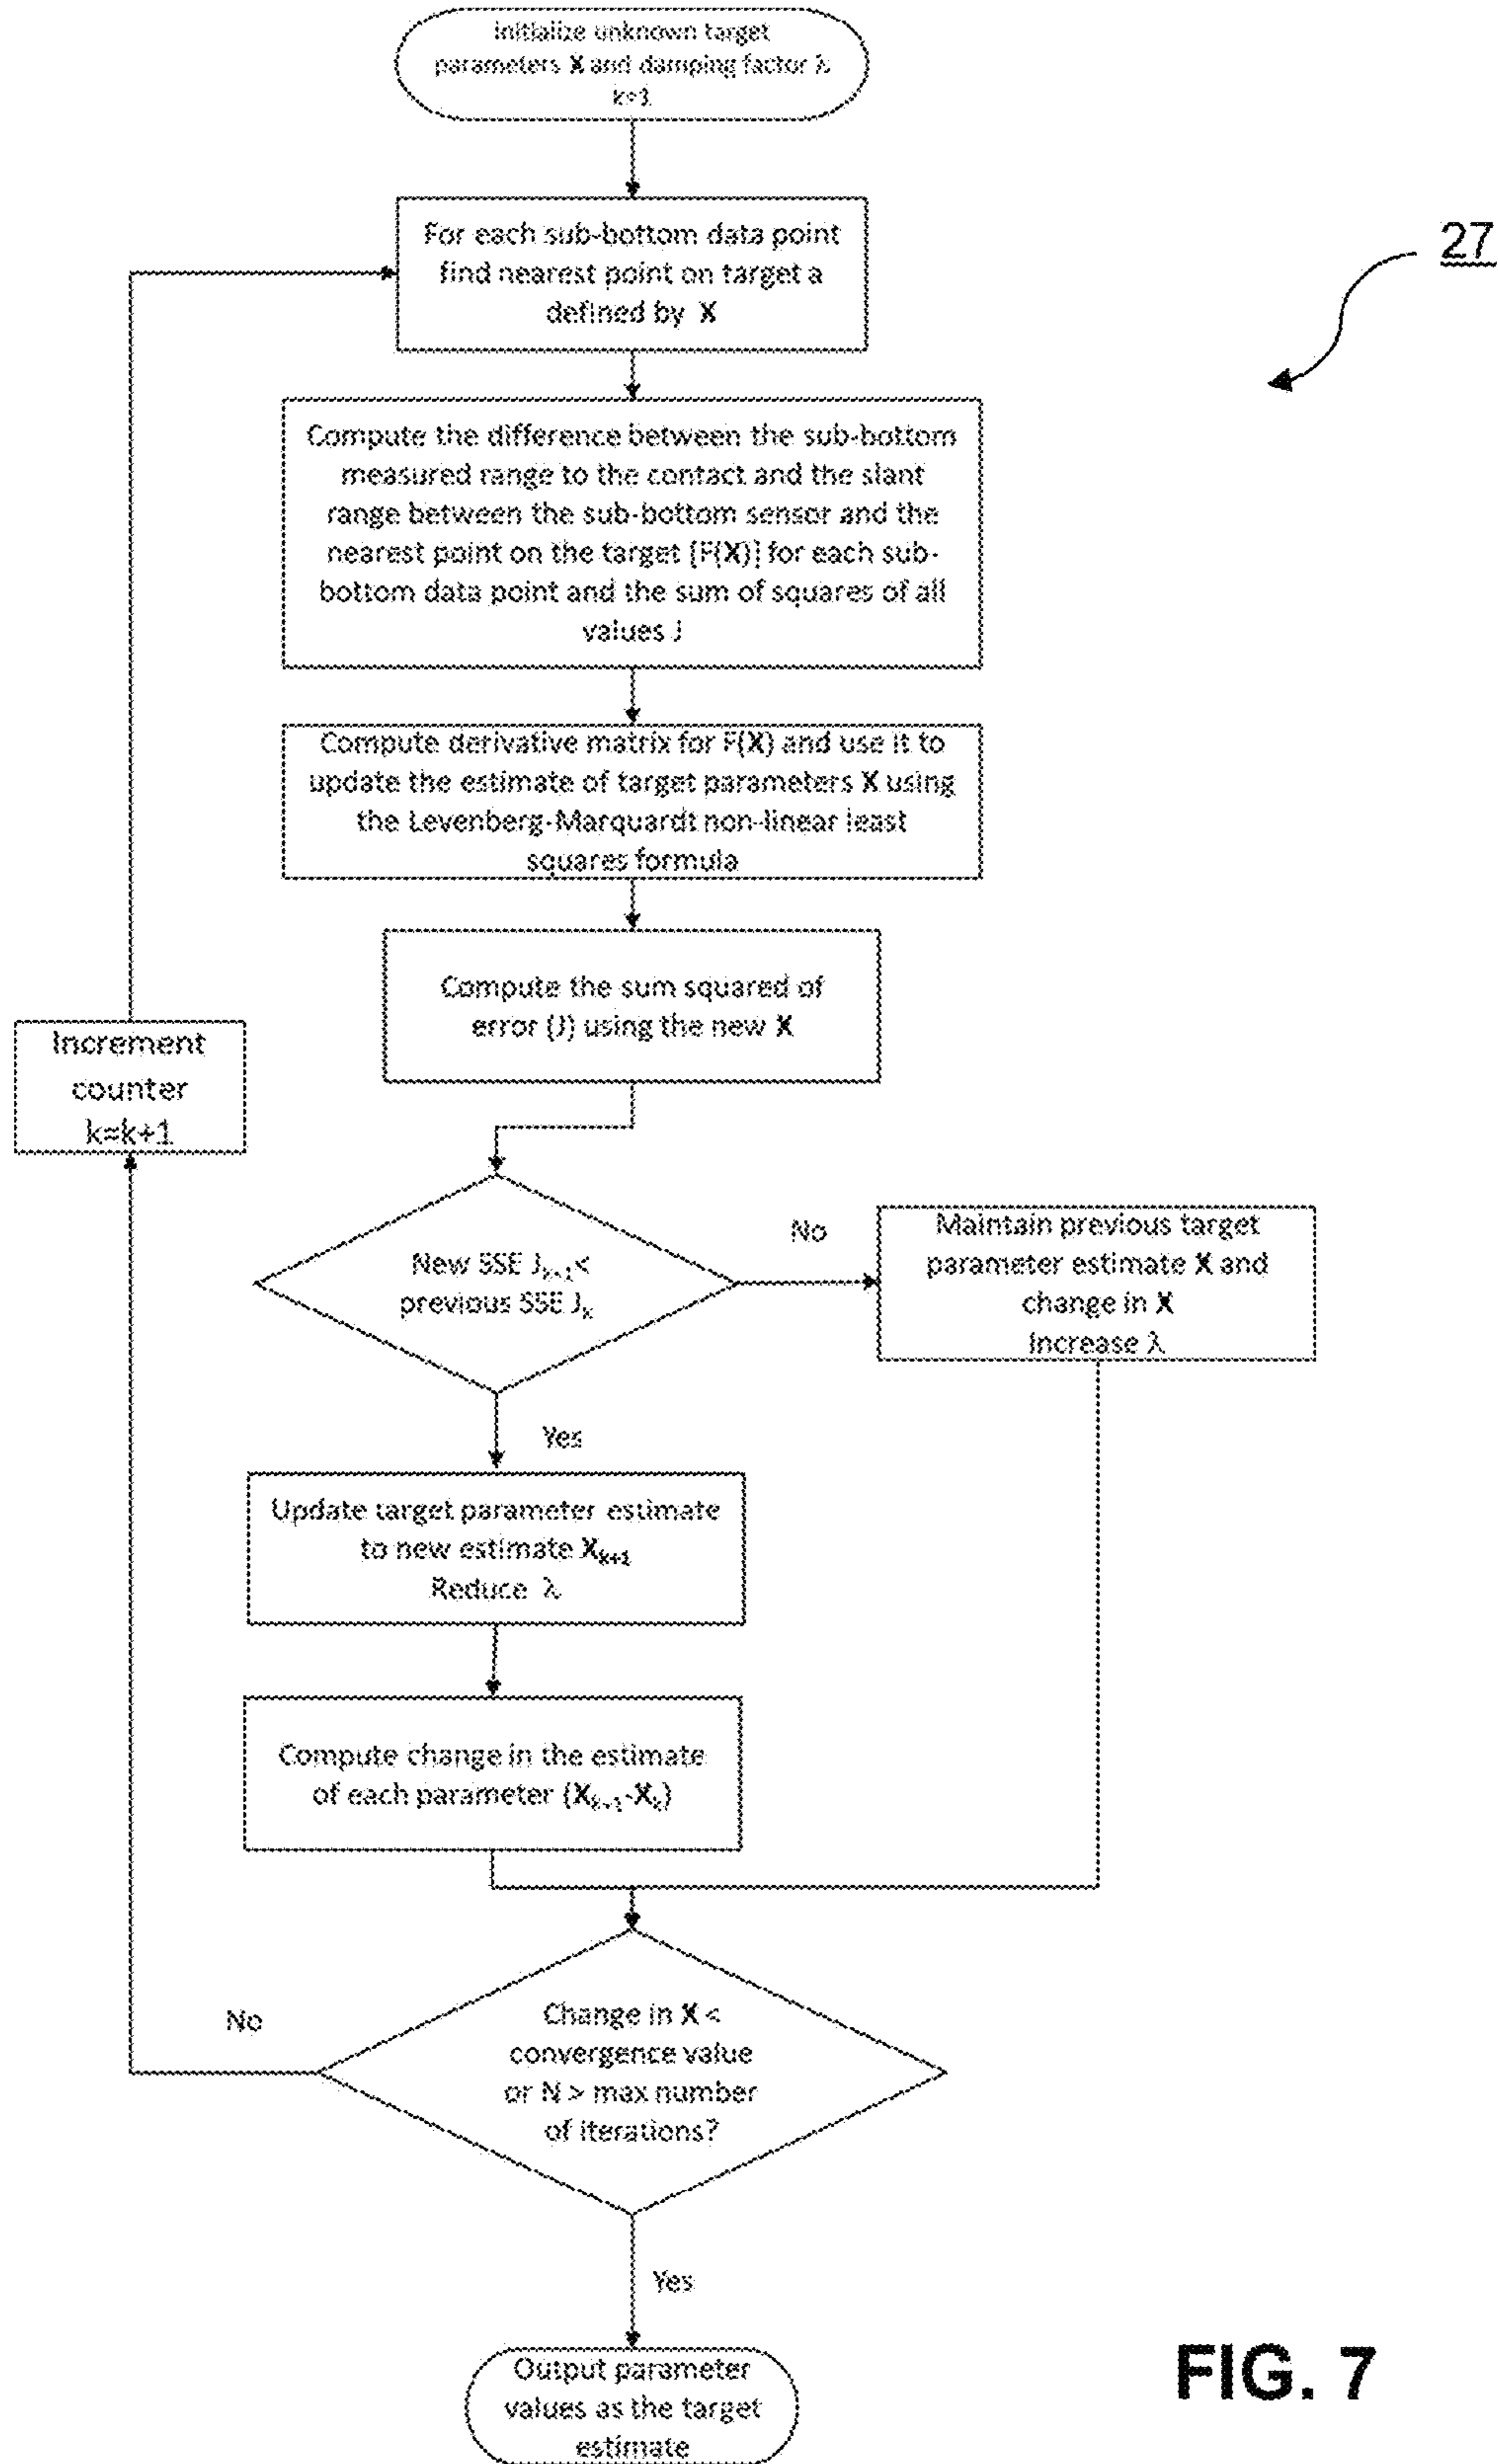 Initialize unknown target
parameters X and damping factor λ
k=1
For each sub-bottom data point
find nearest point on target a
defined by X
27
Compute the difference between the sub-bottom
measured range to the contact and the slant
range between the sub-bottom sensor and the
nearest point on the target [F(X)] for each sub-
bottom data point and the sum of squares of all
values J
Compute derivative matrix for F(X) and use it to
update the estimate of target parameters X using
the Levenberg-Marquardt non-linear least
squares formula
Compute the sum squared of
error (J) using the new X
Increment
counter
k=k+1
New SSE Jₖ₊₁<
previous SSE Jₖ
No
Maintain previous target
parameter estimate X and
change in X
Increase λ
Yes
Update target parameter estimate
to new estimate Xₖ₊₁
Reduce λ
Compute change in the estimate
of each parameter (Xₖ₊₁-Xₖ)
No
Change in X <
convergence value
or N > max number
of iterations?
Yes
Output parameter
values as the target
estimate
FIG. 7